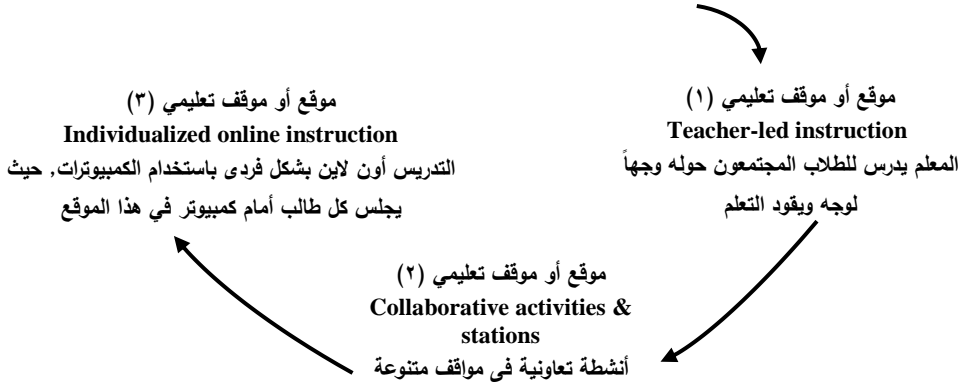 موقع أو موقف تعليمي (١)
Teacher-led instruction
المعلم يدرس للطلاب المجتمعون حوله وجهاً
لوجه ويقود التعلم
موقع أو موقف تعليمي (٢)
Collaborative activities &
stations
أنشطة تعاونية في مواقف متنوعة
موقع أو موقف تعليمي (٣)
Individualized online instruction
التدريس أون لاين بشكل فردى باستخدام الكمبيوترات, حيث
يجلس كل طالب أمام كمبيوتر في هذا الموقع